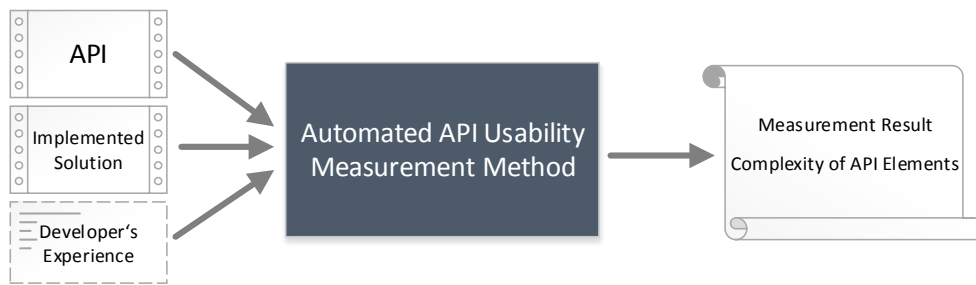 API
Implemented
Solution
Developer‘s
Experience
Automated API Usability
Measurement Method
Measurement Result
Complexity of API Elements